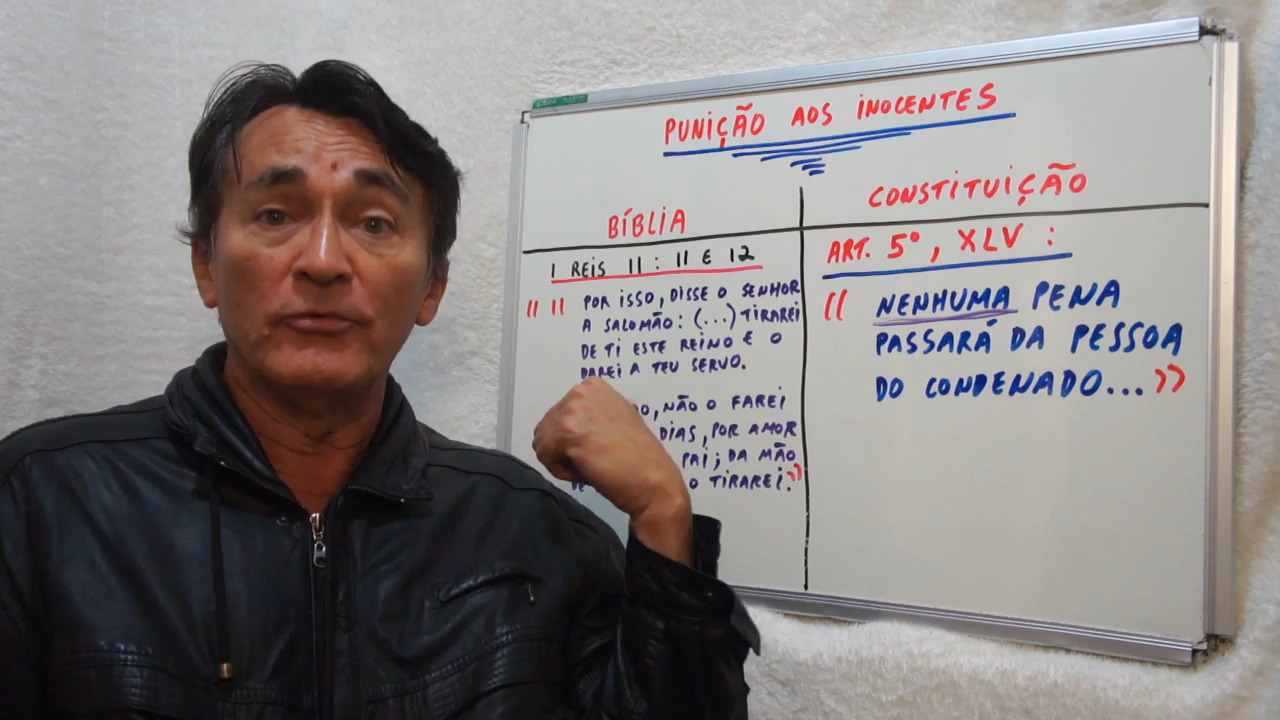 PUNIÇÃO AOS INOCENTES
BÍBLIA
I REIS 11 : 11 E 12
" POR ISSO, DISSE O SENHOR
A SALOMÃO: (...) TIRAREI
DE TI ESTE REINO E O
DAREI A TEU SERVO.
NÃO O FAREI
DIAS, POR AMOR
PAI; DA MÃO
O TIRAREI."
CONSTITUIÇÃO
ART. 5º, XLV :
" NENHUMA PENA
PASSARÁ DA PESSOA
DO CONDENADO... "